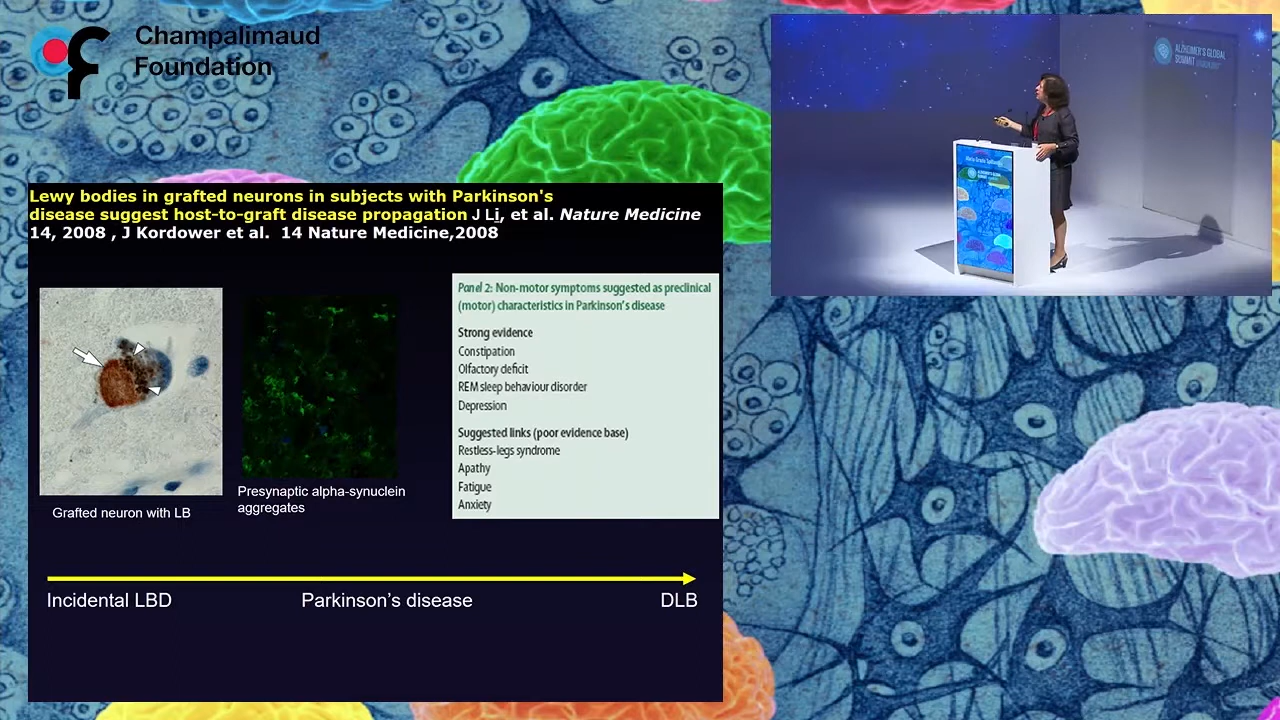 Champalimaud
Foundation
ALZHEIMER'S GLOBAL
SUMMIT
Lewy bodies in grafted neurons in subjects with Parkinson's
disease suggest host-to-graft disease propagation J Li, et al. Nature Medicine
14, 2008 , J Kordower et al. 14 Nature Medicine,2008
Panel 2: Non-motor symptoms suggested as preclinical
(motor) characteristics in Parkinson's disease
Strong evidence
Constipation
Olfactory deficit
REM sleep behaviour disorder
Depression
Suggested links (poor evidence base)
Restless-legs syndrome
Apathy
Fatigue
Anxiety
Grafted neuron with LB
Presynaptic alpha-synuclein
aggregates
Incidental LBD
Parkinson's disease
DLB